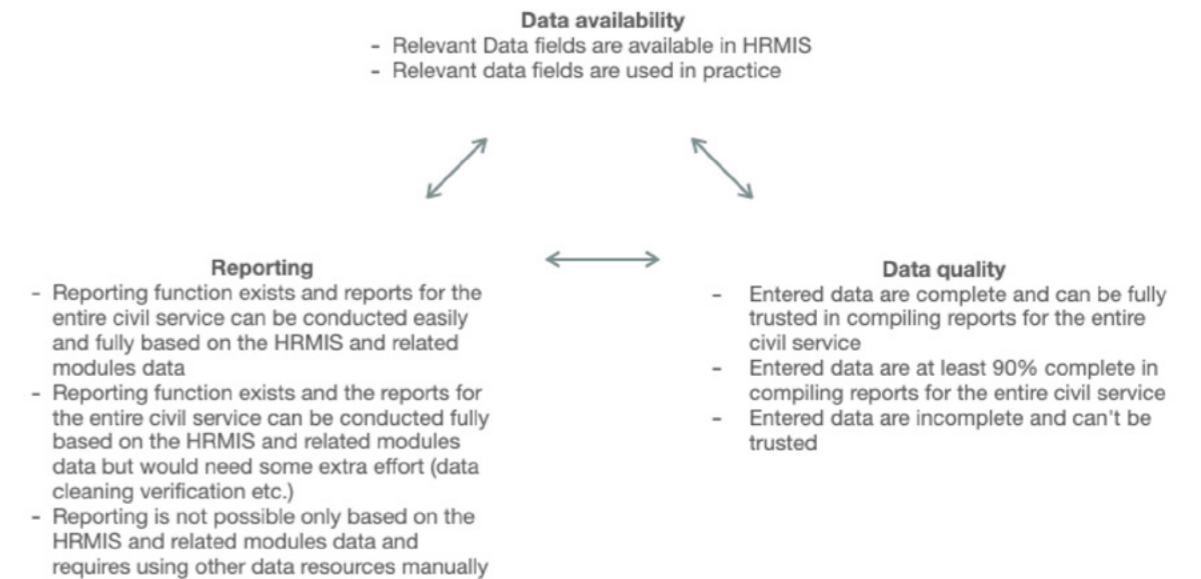 Data availability
- Relevant Data fields are available in HRMIS
- Relevant data fields are used in practice
Reporting
- Reporting function exists and reports for the
entire civil service can be conducted easily
and fully based on the HRMIS and related
modules data
- Reporting function exists and the reports for
the entire civil service can be conducted fully
based on the HRMIS and related modules
data but would need some extra effort (data
cleaning verification etc.)
- Reporting is not possible only based on the
HRMIS and related modules data and
requires using other data resources manually
Data quality
- Entered data are complete and can be fully
trusted in compiling reports for the entire
civil service
- Entered data are at least 90% complete in
compiling reports for the entire civil service
- Entered data are incomplete and can't be
trusted